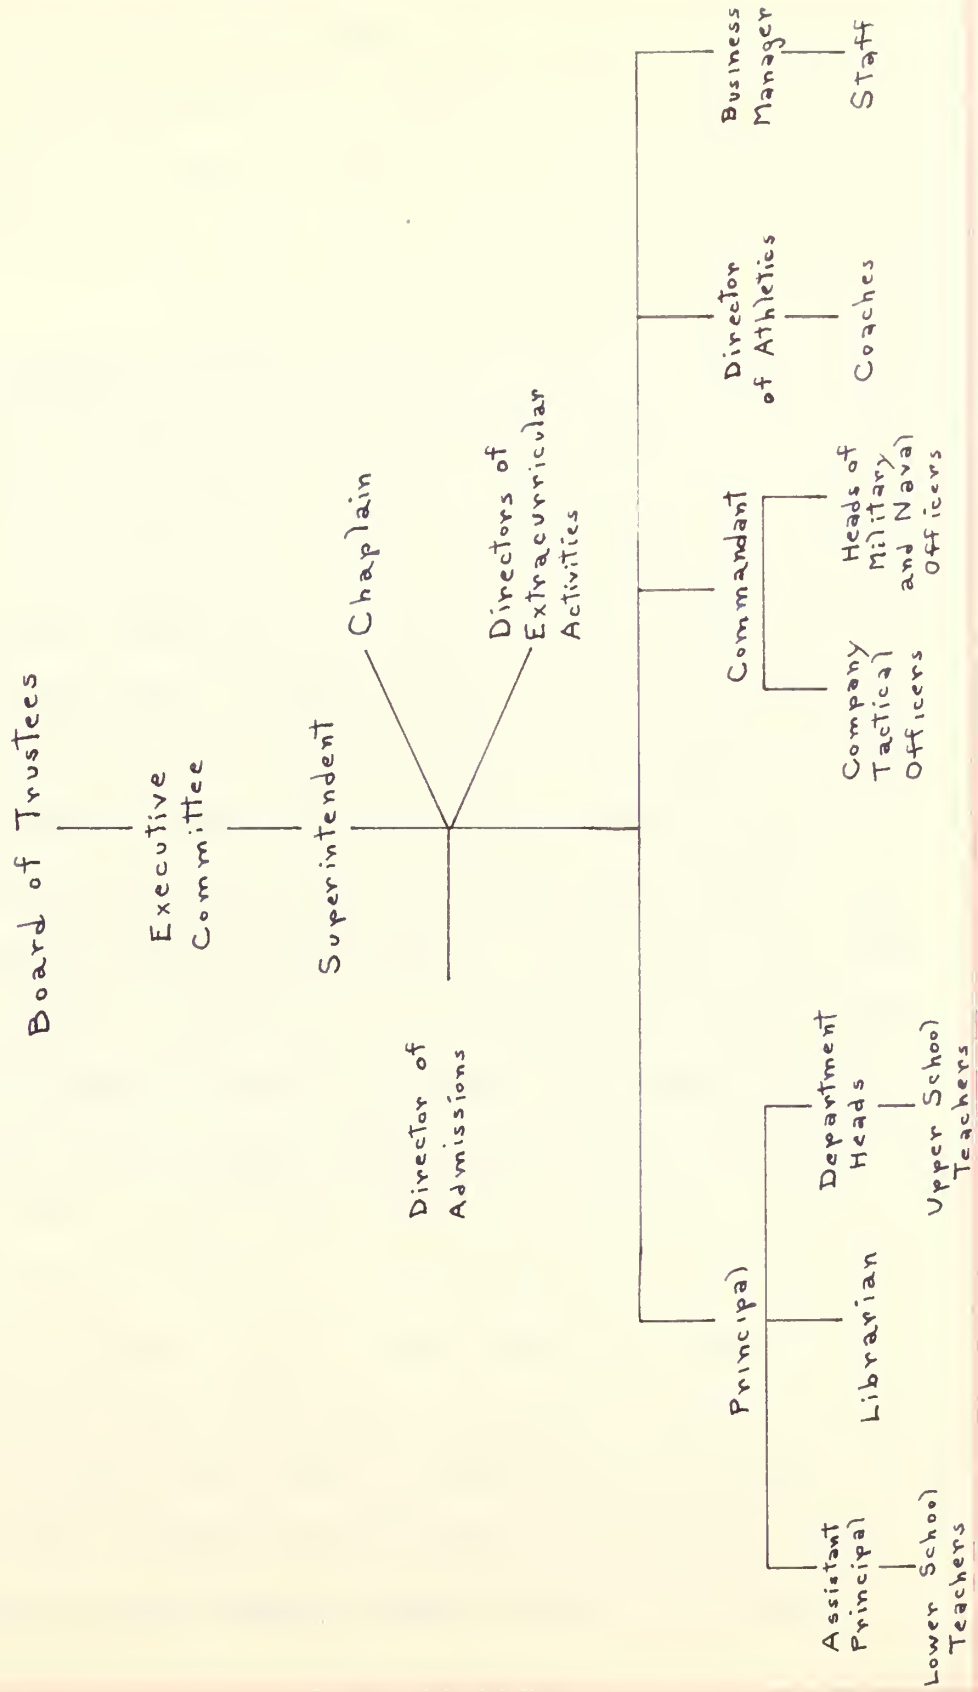 Board of Trustees
Executive
Committee
Superintendent
Chaplain
Director of
Admissions
Directors of
Extracurricular
Activities
Principal
Commandant
Director
of Athletics
Business
Manager
Assistant
Principal
Librarian
Department
Heads
Company
Tactical
Officers
Heads of
Military
and Naval
Officers
Coaches
Staff
Lower School
Teachers
Upper School
Teachers